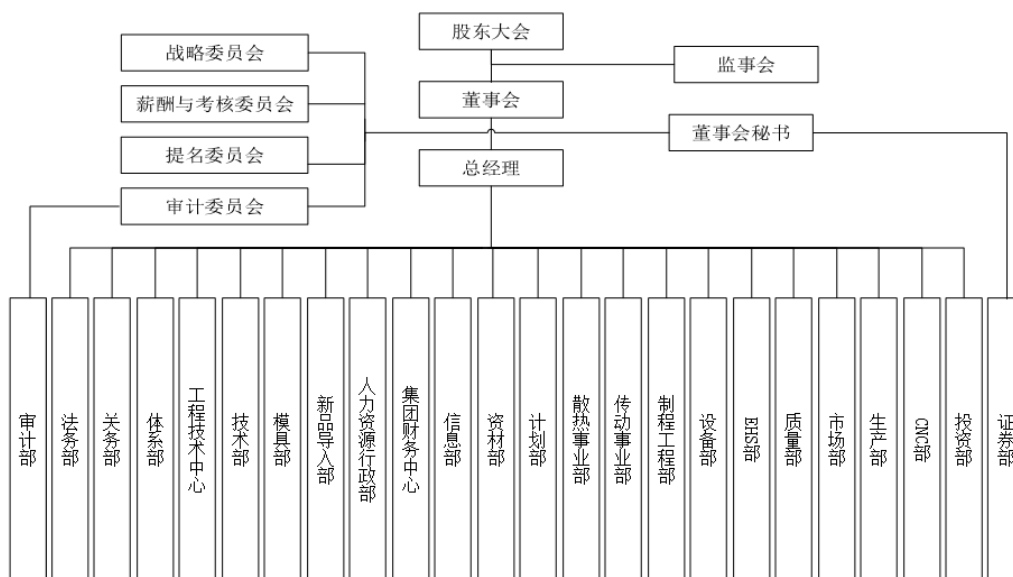 股东大会
战略委员会
监事会
薪酬与考核委员会
董事会
董事会秘书
提名委员会
总经理
审计委员会
审计部
法务部
关务部
体系部
工程技术中心
技术部
模具部
新品导入部
人力资源行政部
集团财务中心
信息部
资材部
计划部
散热事业部
传动事业部
制程工程部
设备部
EHS部
质量部
市场部
生产部
CNC部
投资部
证券部